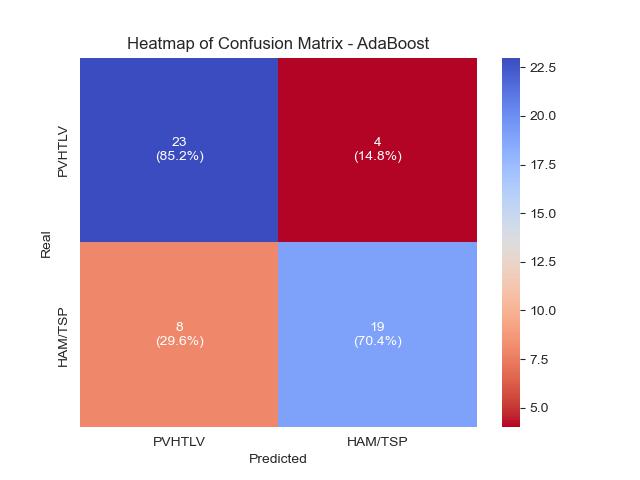 Heatmap of Confusion Matrix - AdaBoost
PVHTLV
HAM/TSP
Real
23
(85.2%)
4
(14.8%)
8
(29.6%)
19
(70.4%)
PVHTLV
HAM/TSP
Predicted
22.5
20.0
17.5
15.0
12.5
10.0
7.5
5.0